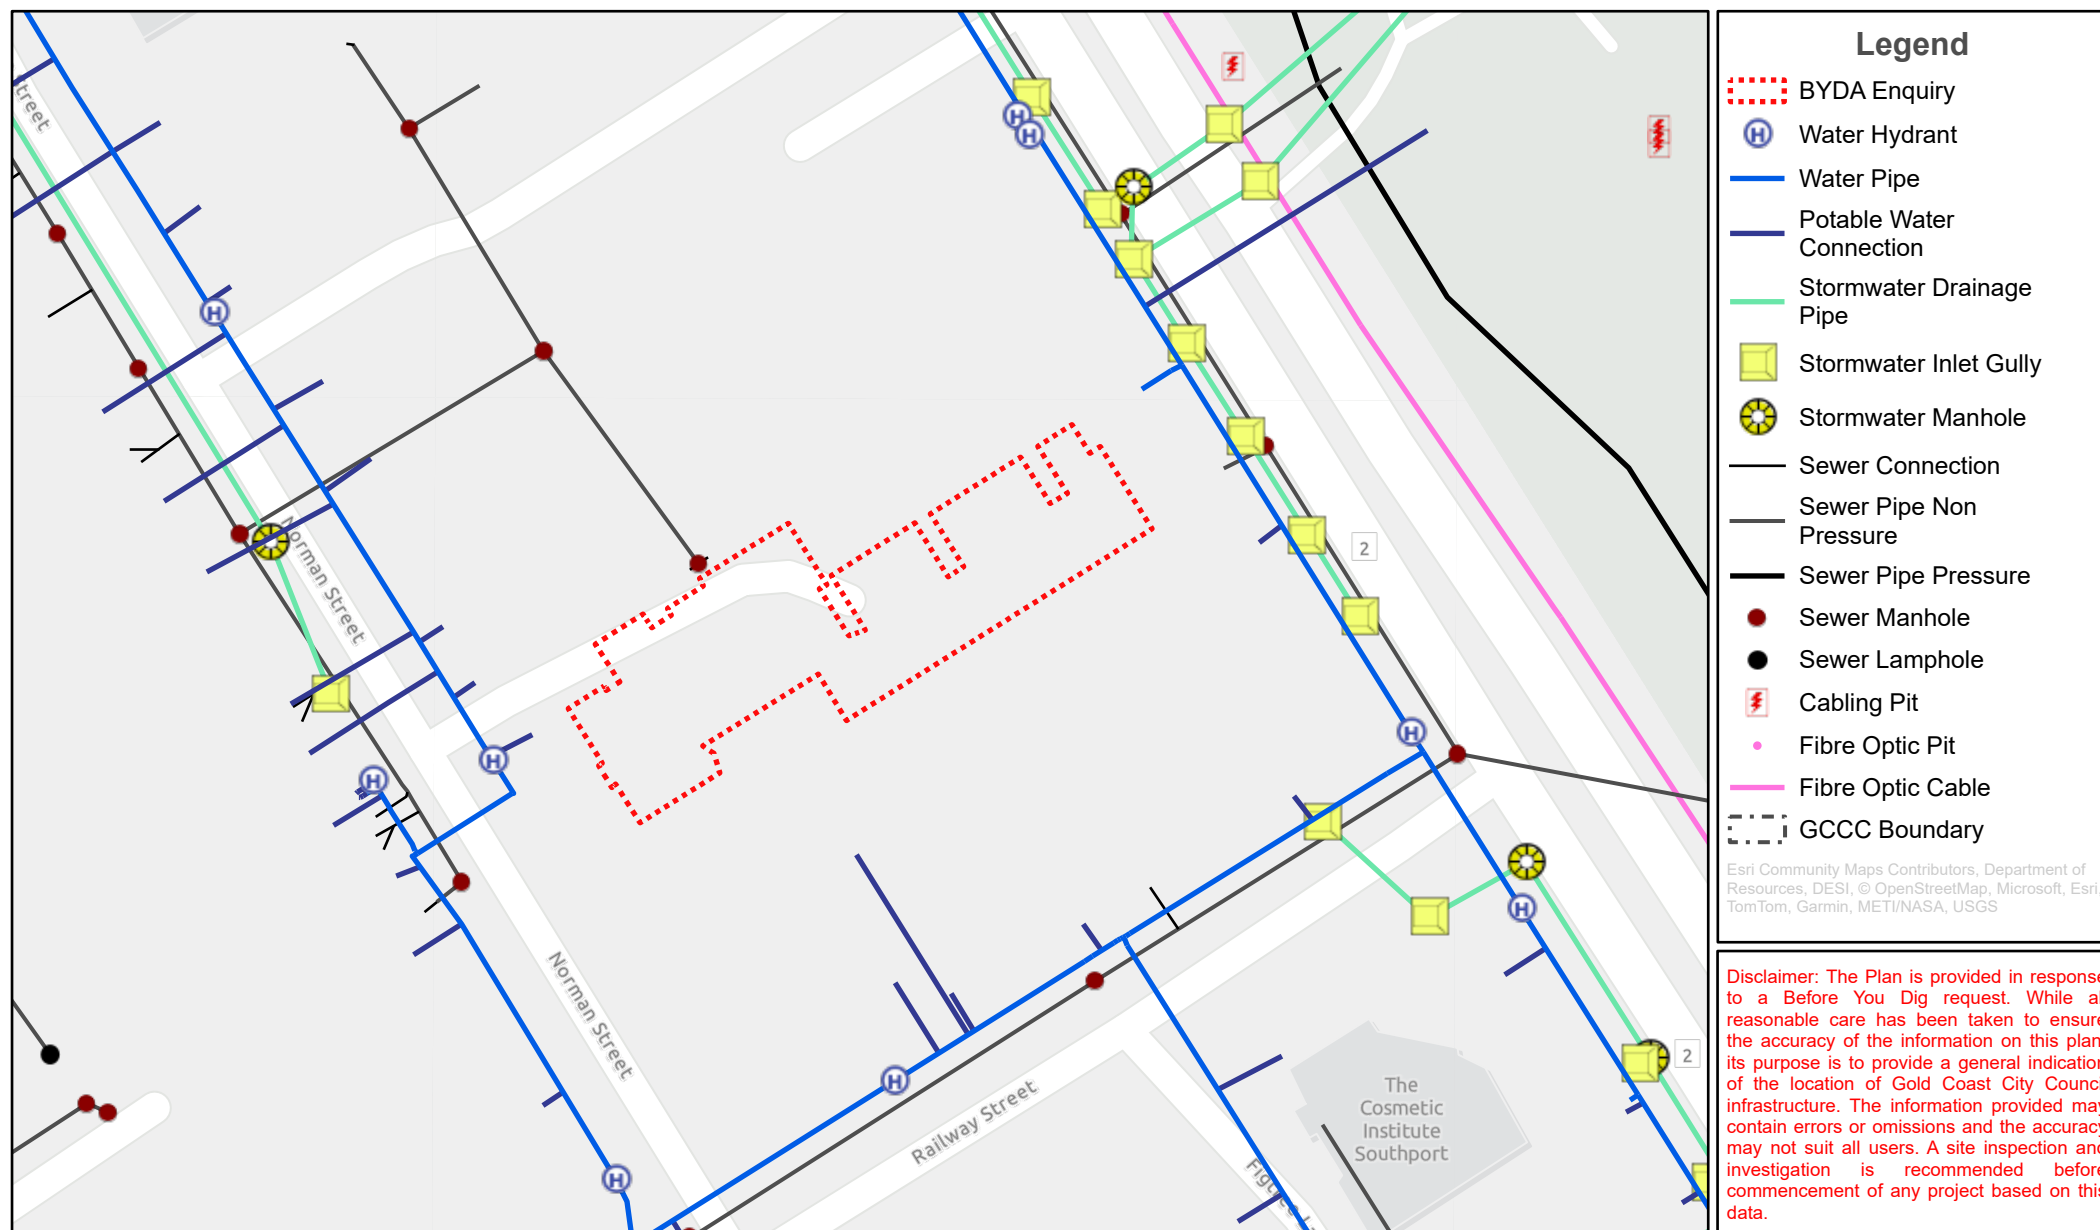 treet
H
H
H
H
Norman Street
2
H
H
H
Norman Street
H
H
Railway Street
H
2
The
Cosmetic
Institute
Southport
Legend
BYDA Enquiry
H
Water Hydrant
Water Pipe
Potable Water
Connection
Stormwater Drainage
Pipe
Stormwater Inlet Gully
Stormwater Manhole
Sewer Connection
Sewer Pipe Non
Pressure
Sewer Pipe Pressure
Sewer Manhole
Sewer Lamphole
Cabling Pit
Fibre Optic Pit
Fibre Optic Cable
GCCC Boundary
Esri Community Maps Contributors, Department of
Resources, DESI, © OpenStreetMap, Microsoft, Esri,
TomTom, Garmin, METI/NASA, USGS
Disclaimer: The Plan is provided in response
to a Before You Dig request. While al
reasonable care has been taken to ensure
the accuracy of the information on this plan
its purpose is to provide a general indication
of the location of Gold Coast City Counci
infrastructure. The information provided may
contain errors or omissions and the accuracy
may not suit all users. A site inspection and
investigation is recommended before
commencement of any project based on this
data.